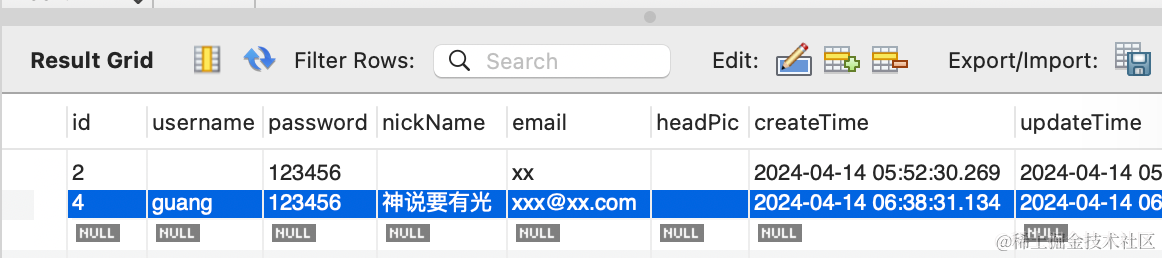 Result Grid Filter Rows: Search Edit: Export/Import:
id username password nickName email headPic createTime updateTime
2 123456 xx 2024-04-14 05:52:30.269 2024-04-14 05
4 guang 123456 神说要有光 xxx@xx.com 2024-04-14 06:38:31.134 2024-04-14 06
NULL NULL NULL NULL NULL NULL NULL NULL
@稀土掘金技术社区